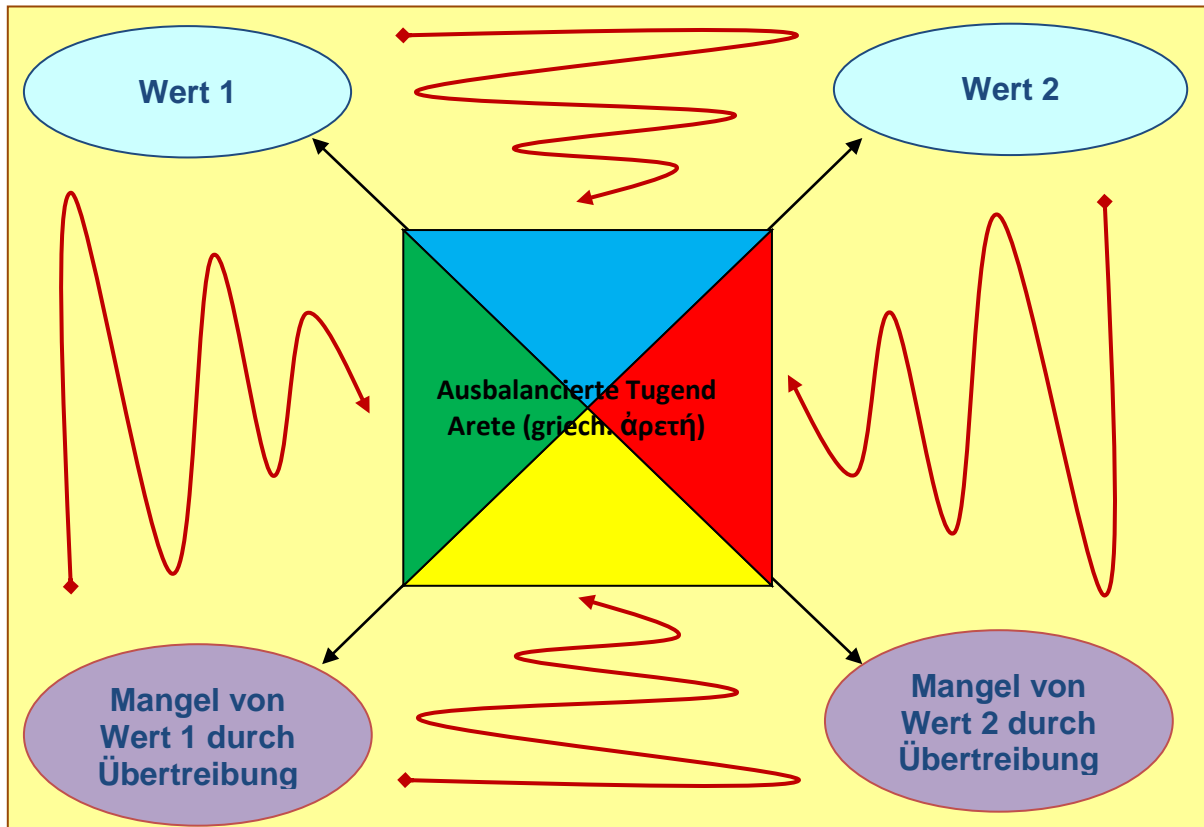 Wert 1
Wert 2
Ausbalancierte Tugend
Arete (griech. ἀρετή)
Mangel von
Wert 1 durch
Übertreibung
Mangel von
Wert 2 durch
Übertreibung